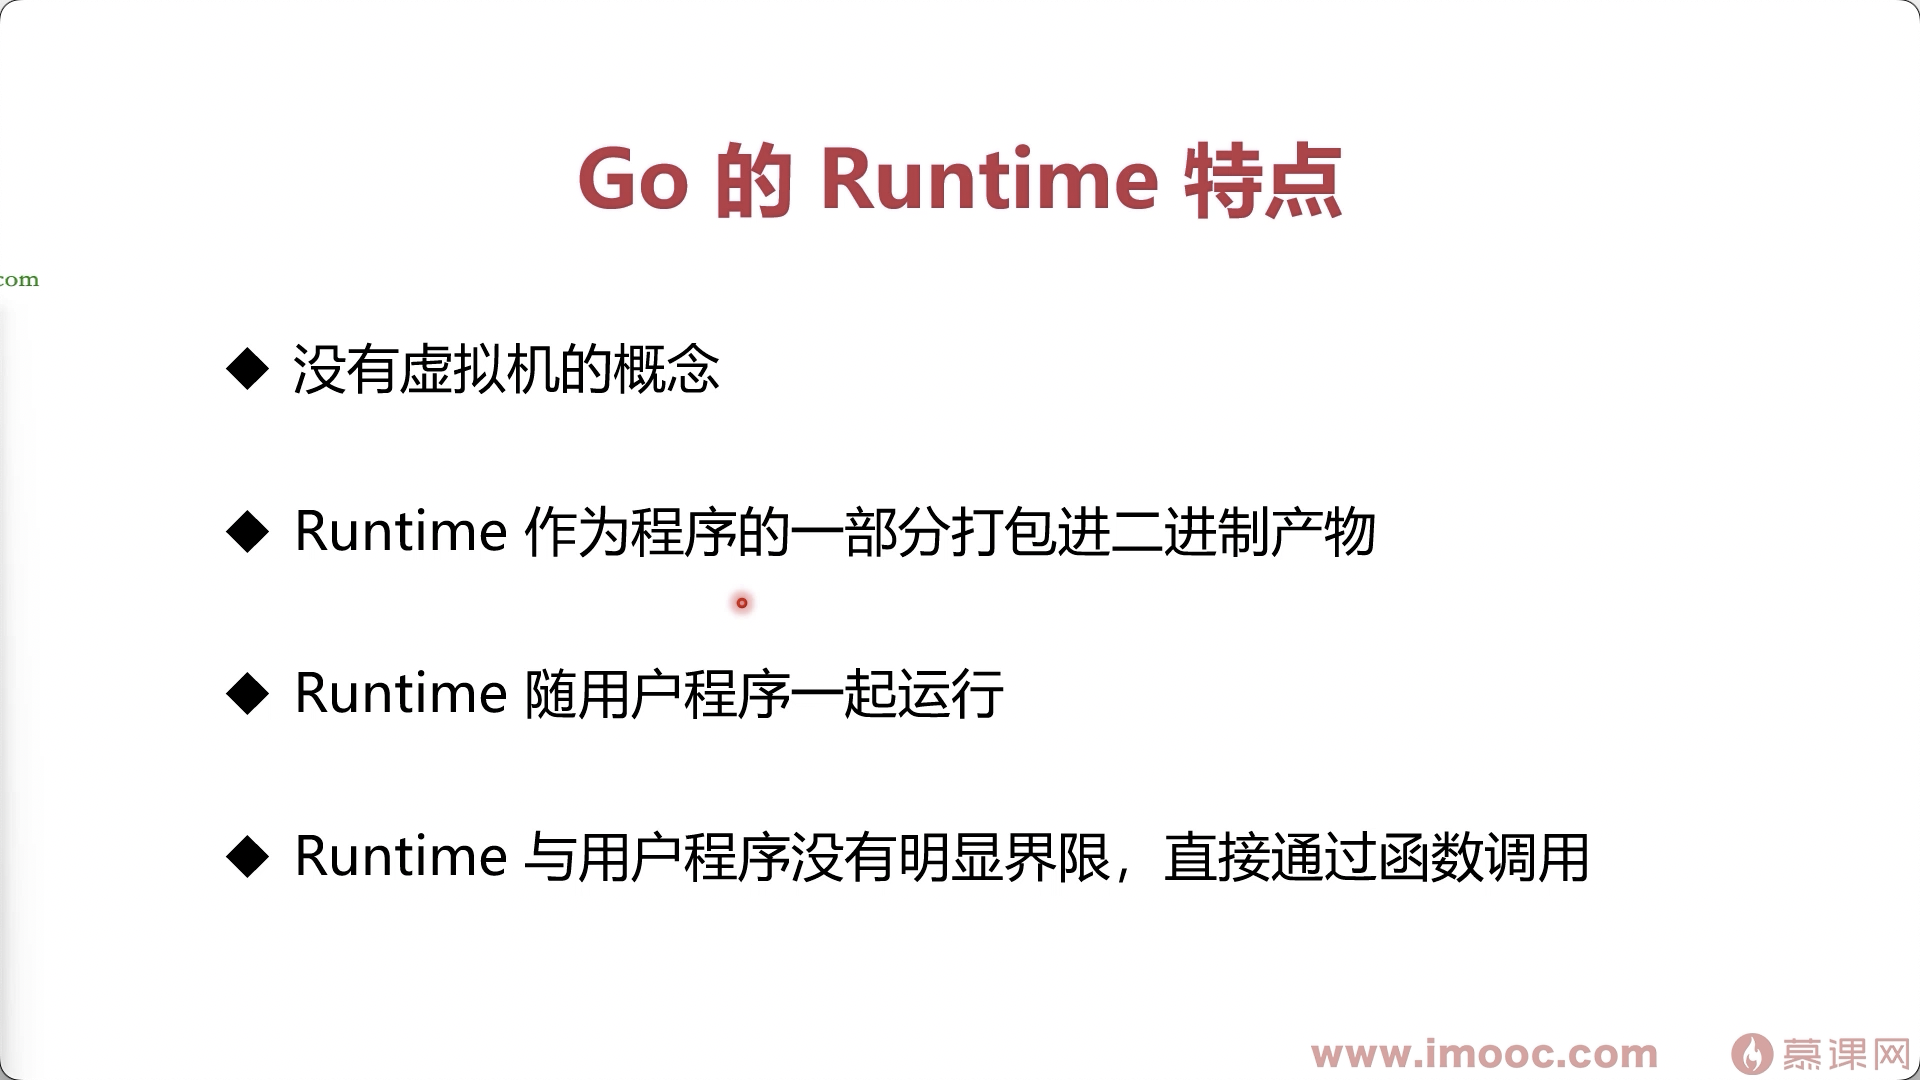 Go 的 Runtime 特点
com
没有虚拟机的概念
Runtime 作为程序的一部分打包进二进制产物
Runtime 随用户程序一起运行
Runtime 与用户程序没有明显界限，直接通过函数调用
www.imooc.com 慕课网